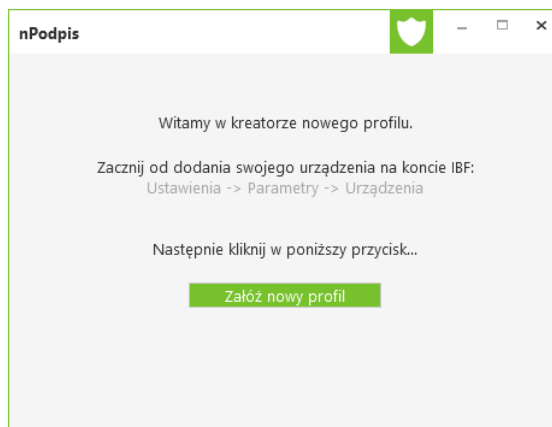 nPodpis
Witamy w kreatorze nowego profilu.
Zacznij od dodania swojego urządzenia na koncie IBF:
Ustawienia -> Parametry -> Urządzenia
Następnie kliknij w poniższy przycisk...
Załóż nowy profil